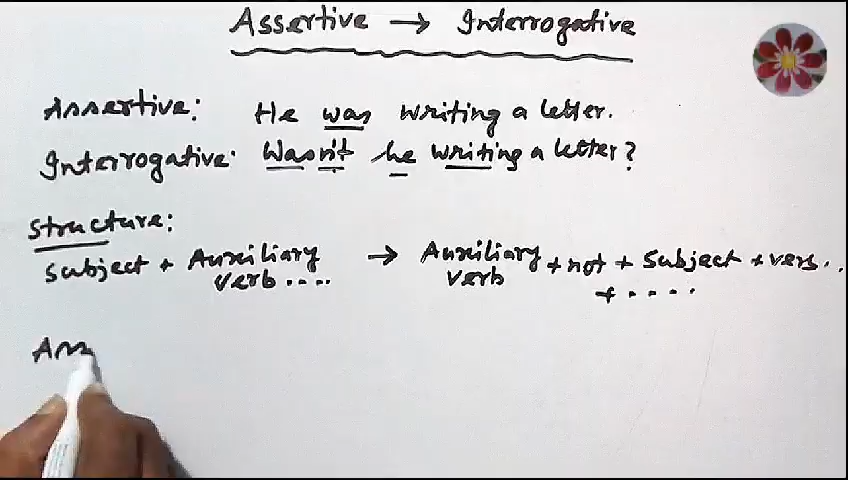 Assertive → Interrogative
Assertive: He was writing a letter.
Interrogative: Wasn't he writing a letter?
Structure:
Subject + Auxiliary verb.... → Auxiliary verb + not + subject + verb.. + .....
Ass